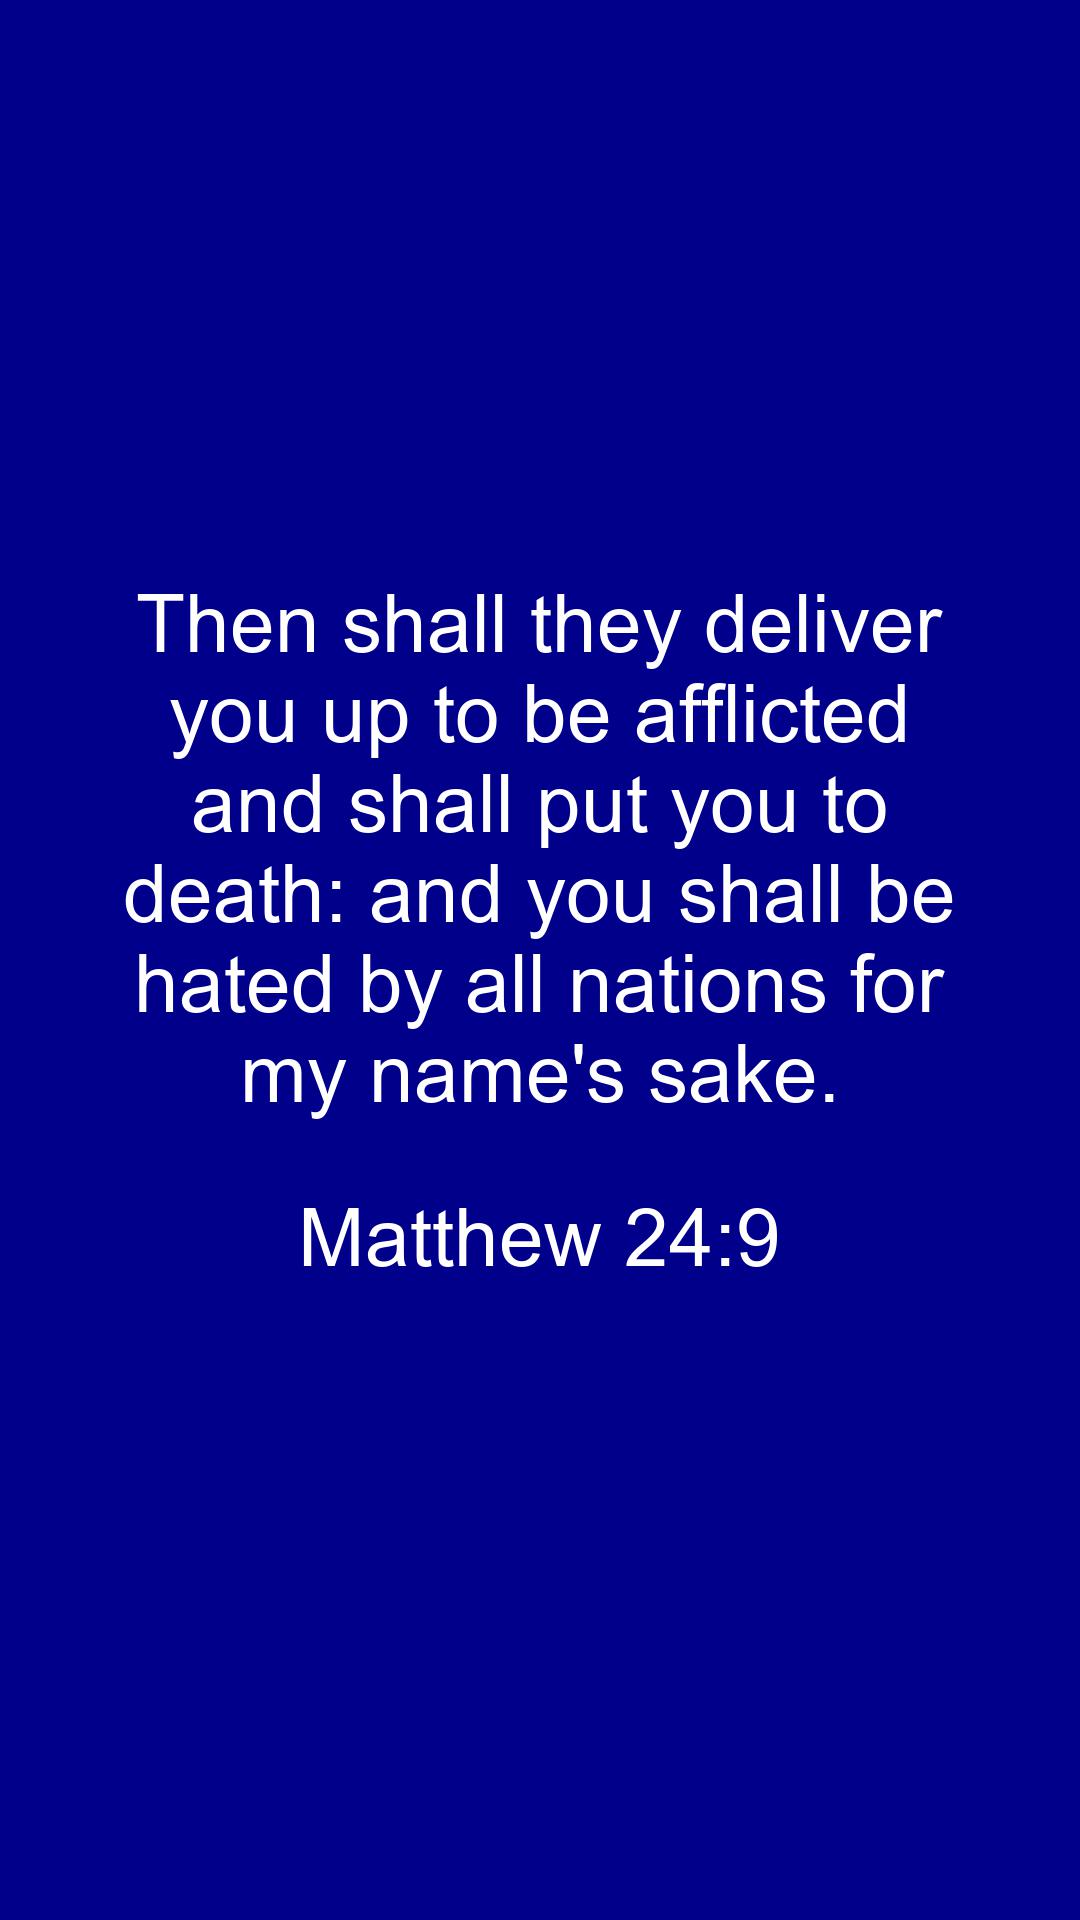 Then shall they deliver
you up to be afflicted
and shall put you to
death: and you shall be
hated by all nations for
my name's sake.
Matthew 24:9